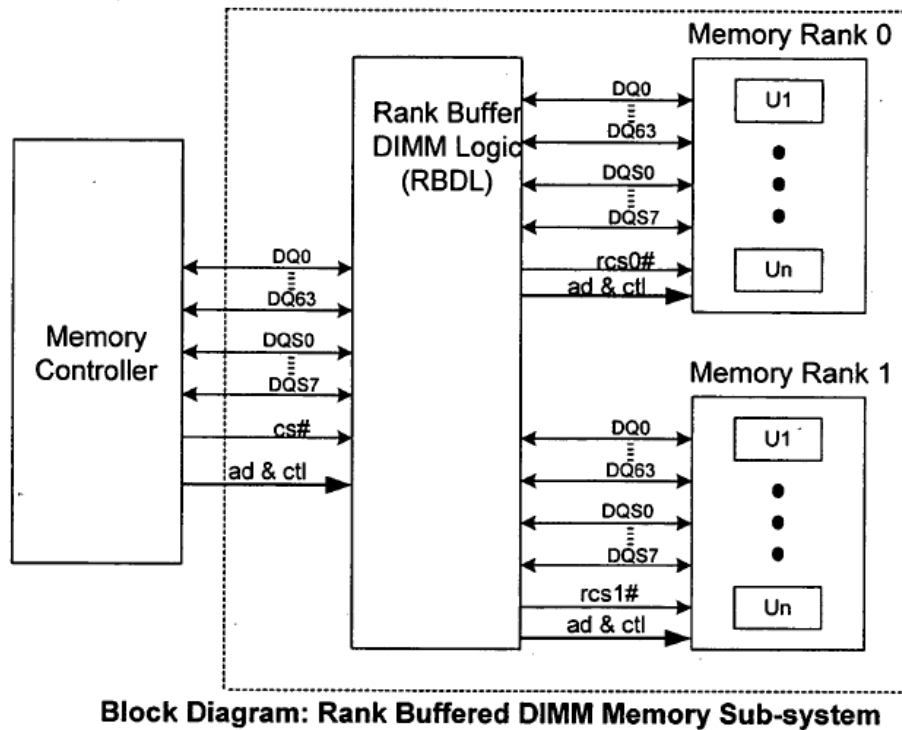 Memory Rank 0
Rank Buffer
DIMM Logic
(RBDL)
DQ0
DQ63
DQS0
DQS7
rcs0#
ad & ctl
U1
Un
Memory
Controller
DQ0
DQ63
DQS0
DQS7
cs#
ad & ctl
Memory Rank 1
DQ0
DQ63
DQS0
DQS7
rcs1#
ad & ctl
U1
Un
Block Diagram: Rank Buffered DIMM Memory Sub-system